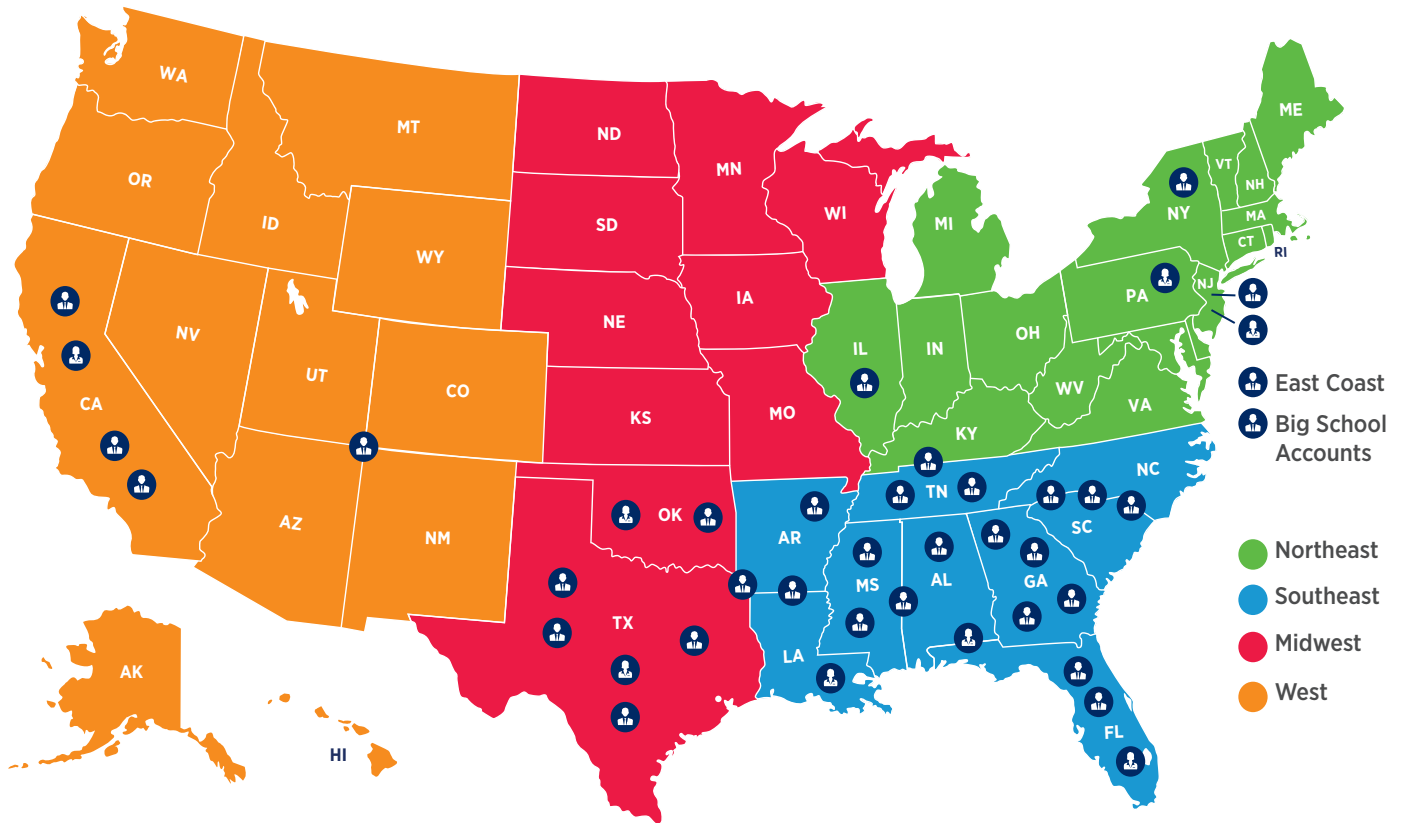 WA
MT
ND
MN
ME
VT
NH
OR
ID
SD
WI
MI
NY
MA
CT
RI
WY
NE
IA
PA
NJ
NV
UT
CO
IL
IN
OH
East Coast
CA
KS
MO
WV
VA
KY
Big School
Accounts
AZ
NM
OK
AR
TN
NC
SC
Northeast
TX
LA
MS
AL
GA
Southeast
Midwest
AK
HI
FL
West